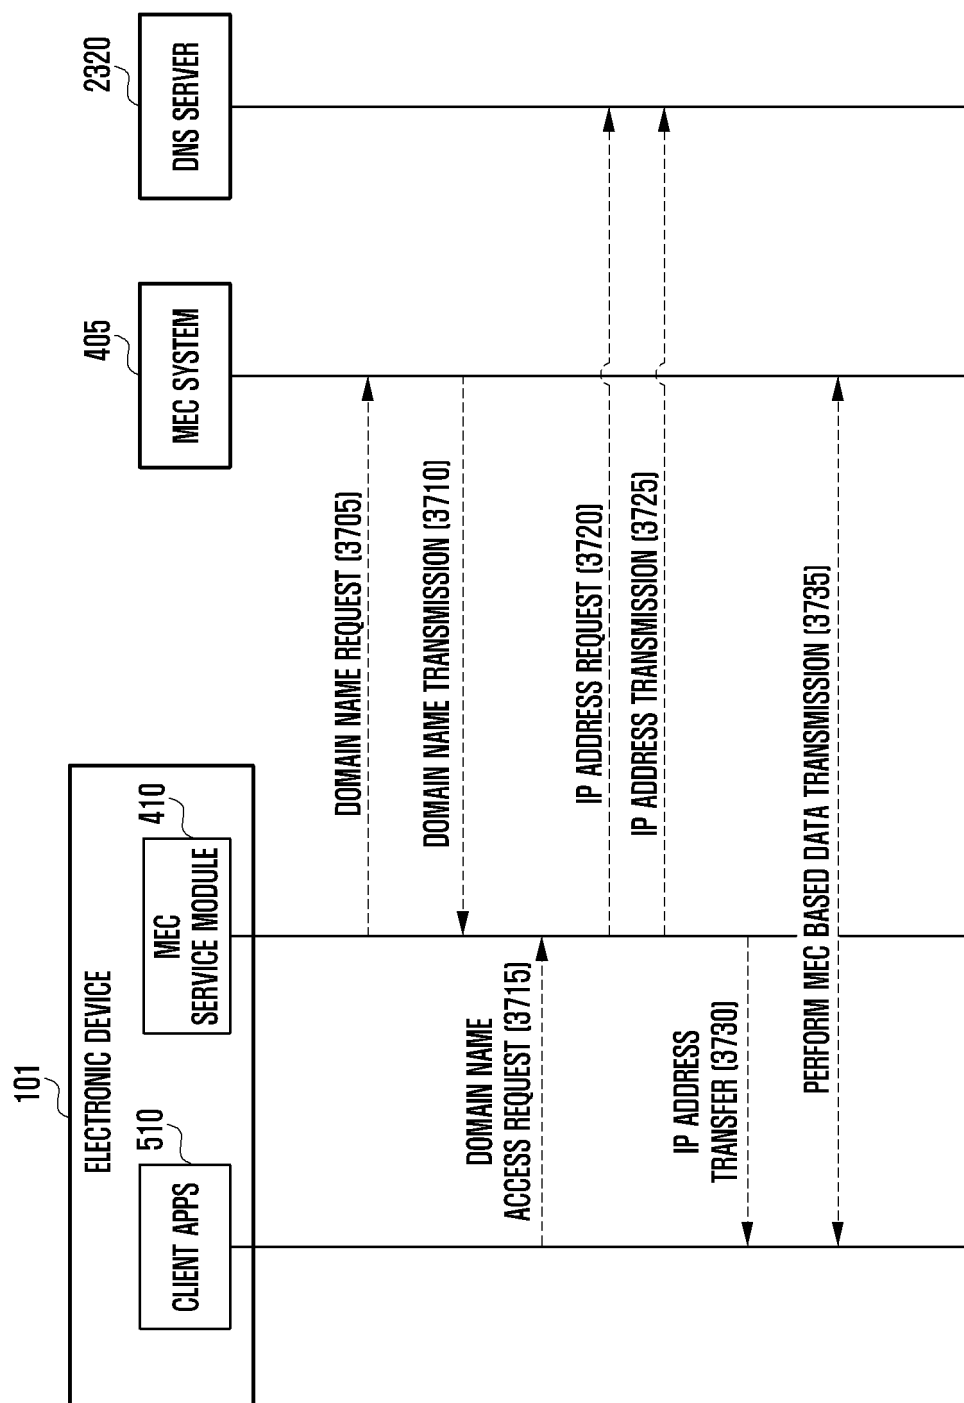 101
ELECTRONIC DEVICE
510
CLIENT APPS
410
MEC
SERVICE MODULE
405
MEC SYSTEM
2320
DNS SERVER
DOMAIN NAME REQUEST (3705)
DOMAIN NAME TRANSMISSION (3710)
DOMAIN NAME
ACCESS REQUEST (3715)
IP ADDRESS REQUEST (3720)
IP ADDRESS TRANSMISSION (3725)
IP ADDRESS
TRANSFER (3730)
PERFORM MEC BASED DATA TRANSMISSION (3735)